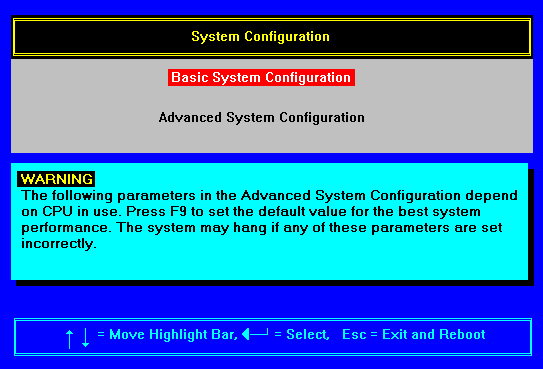 System Configuration
Basic System Configuration
Advanced System Configuration
WARNING
The following parameters in the Advanced System Configuration depend
on CPU in use. Press F9 to set the default value for the best system
performance. The system may hang if any of these parameters are set
incorrectly.
↑ ↓ = Move Highlight Bar, ◄─┘ = Select, Esc = Exit and Reboot